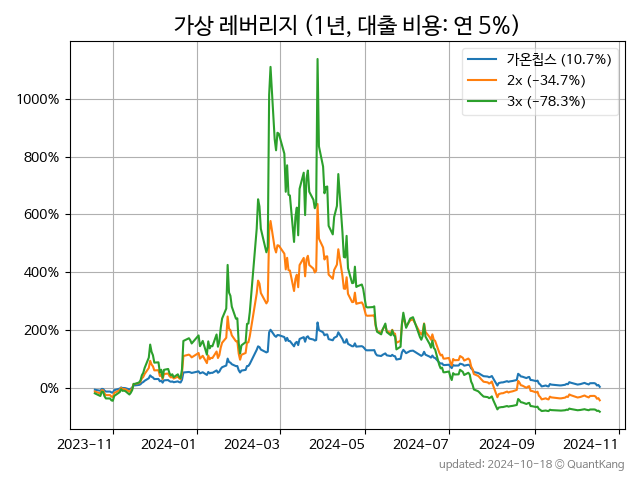 가상 레버리지 (1년, 대출 비용: 연 5%)
가온칩스 (10.7%)
2x (−34.7%)
3x (−78.3%)
1000%
800%
600%
400%
200%
0%
2023-11 2024-01 2024-03 2024-05 2024-07 2024-09 2024-11
updated: 2024-10-18 © QuantKang